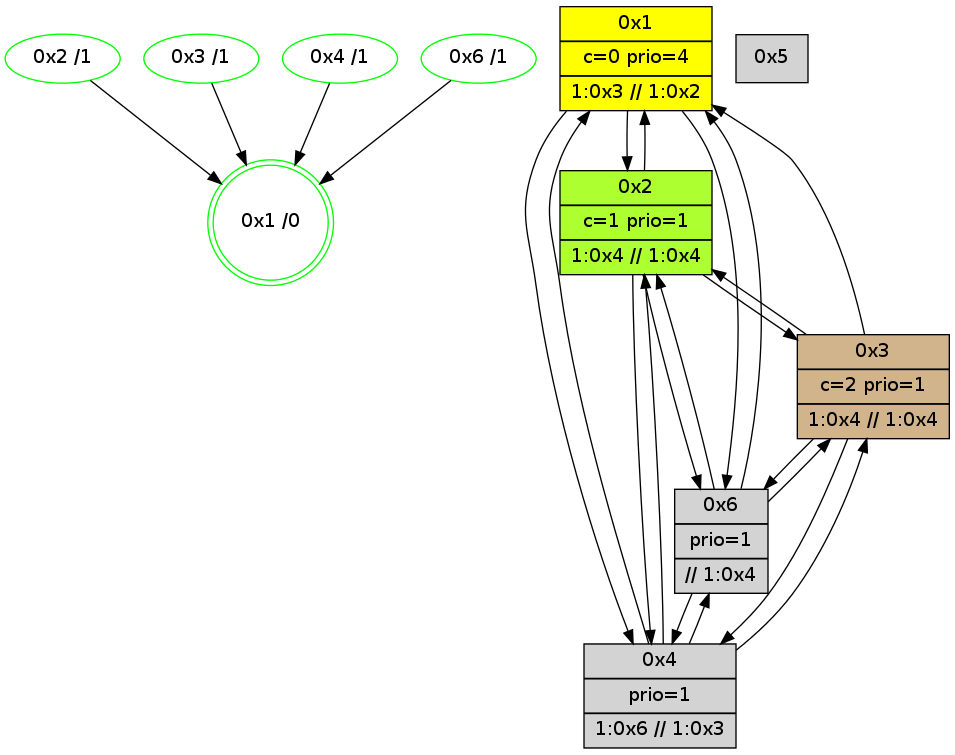 0x2 /1
0x3 /1
0x4 /1
0x6 /1
0x1 /0
0x1
c=0 prio=4
1:0x3 // 1:0x2
0x5
0x2
c=1 prio=1
1:0x4 // 1:0x4
0x3
c=2 prio=1
1:0x4 // 1:0x4
0x6
prio=1
// 1:0x4
0x4
prio=1
1:0x6 // 1:0x3